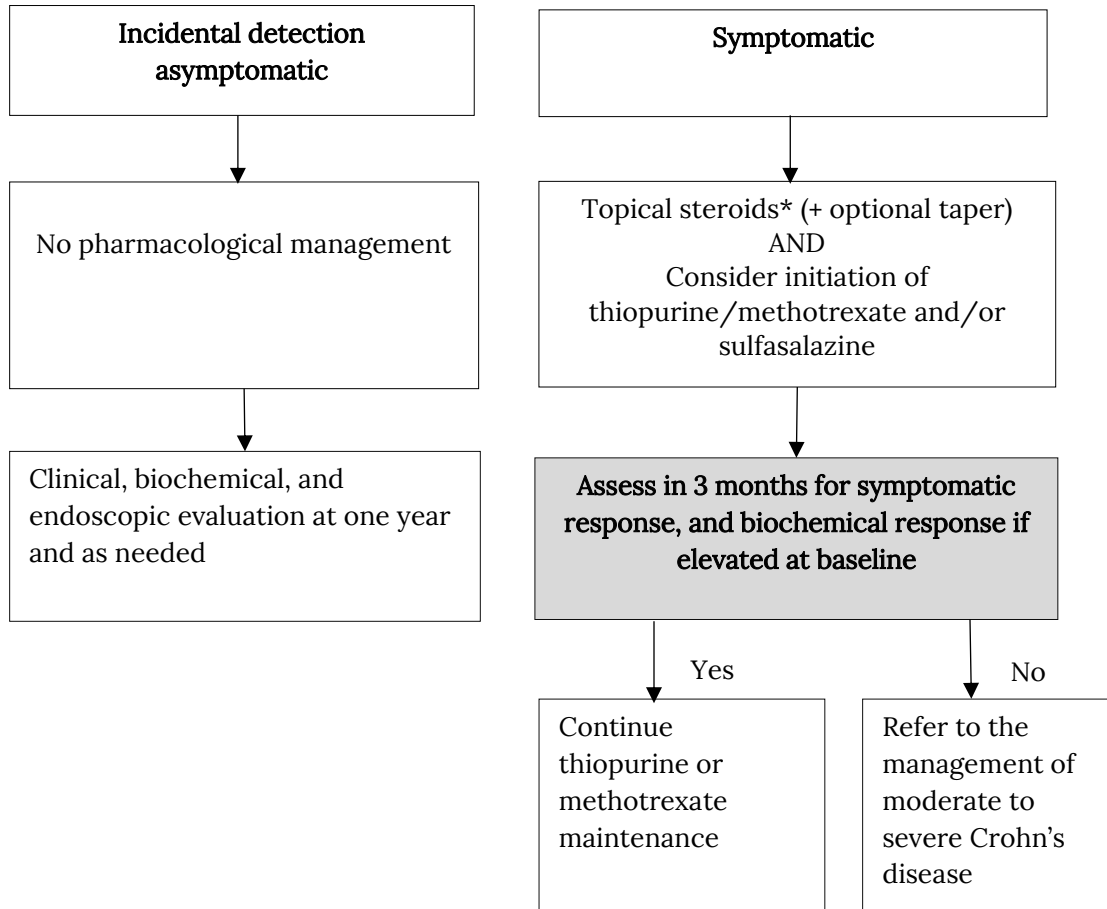 Incidental detection
asymptomatic
No pharmacological management
Clinical, biochemical, and
endoscopic evaluation at one year
and as needed
Symptomatic
Topical steroids* (+ optional taper)
AND
Consider initiation of
thiopurine/methotrexate and/or
sulfasalazine
Assess in 3 months for symptomatic
response, and biochemical response if
elevated at baseline
Yes
No
Continue
thiopurine or
methotrexate
maintenance
Refer to the
management of
moderate to
severe Crohn’s
disease